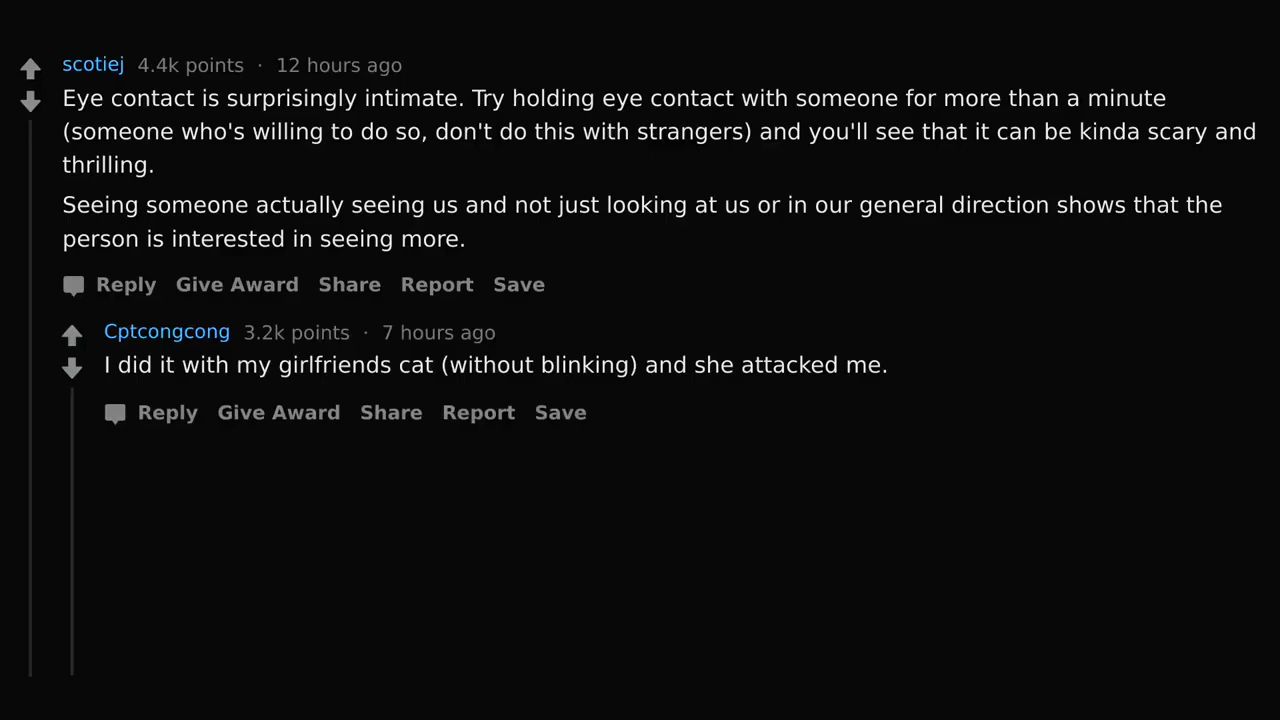 scotiej 4.4k points · 12 hours ago
Eye contact is surprisingly intimate. Try holding eye contact with someone for more than a minute
(someone who's willing to do so, don't do this with strangers) and you'll see that it can be kinda scary and
thrilling.
Seeing someone actually seeing us and not just looking at us or in our general direction shows that the
person is interested in seeing more.
Reply Give Award Share Report Save
Cptcongcong 3.2k points · 7 hours ago
I did it with my girlfriends cat (without blinking) and she attacked me.
Reply Give Award Share Report Save